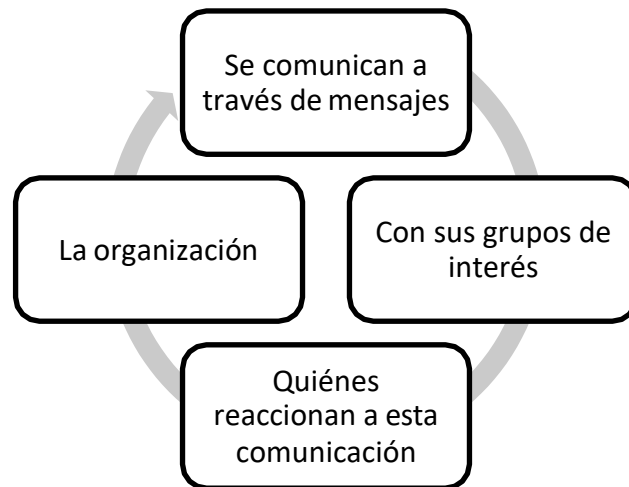 Se comunican a
través de mensajes
La organización
Con sus grupos de
interés
Quiénes
reaccionan a esta
comunicación